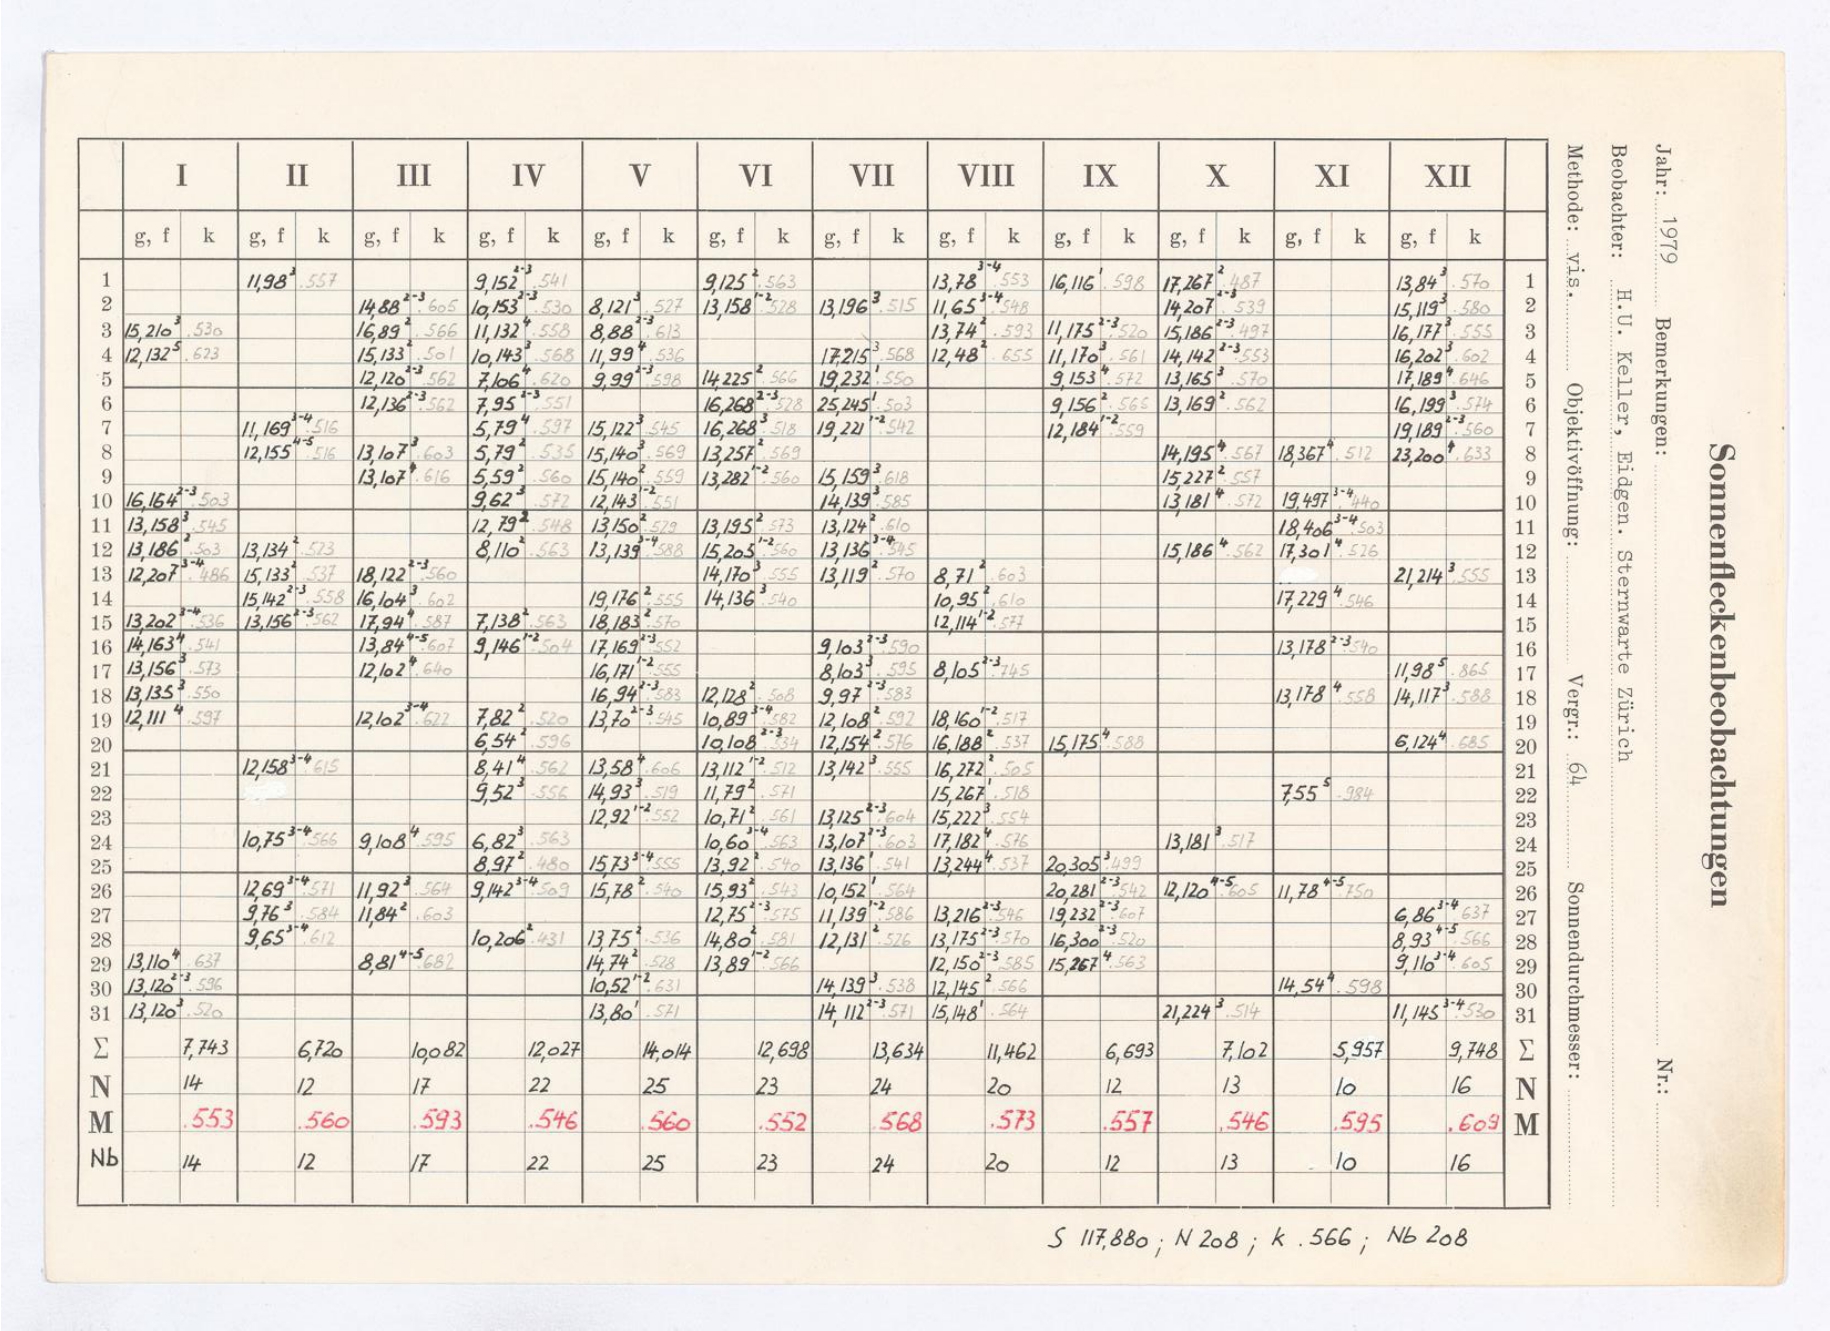 I II III IV V VI VII VIII IX X XI XII
g, f k g, f k g, f k g, f k g, f k g, f k g, f k g, f k g, f k g, f k g, f k g, f k
1 11,98³ .557 9,152²⁻³ .541 9,125² .563 13,78³⁻⁴ .553 16,116¹ .598 17,267² .487 13,84³ .570 1
2 14,88²⁻³ .605 10,153²⁻³ .530 8,121³ .527 13,158¹⁻² .528 13,196³ .515 11,65³⁻⁴ .548 14,207²⁻³ .539 15,119³ .580 2
3 15,210³ .530 16,89² .566 11,132⁴ .558 8,88²⁻³ .613 13,74² .593 11,175²⁻³ .520 15,186²⁻³ .497 16,177³ .555 3
4 12,132⁵ .623 15,133² .501 10,143³ .568 11,99⁴ .536 17,215³ .568 12,48² .655 11,170³ .561 14,142²⁻³ .553 16,202³ .602 4
5 12,120²⁻³ .562 7,106⁴ .620 9,99²⁻³ .598 14,225² .566 19,232¹ .550 9,153⁴ .572 13,165³ .570 17,189⁴ .646 5
6 12,136²⁻³ .562 7,95²⁻³ .551 16,268²⁻³ .528 25,245¹ .503 9,156² .565 13,169² .562 16,199³ .574 6
7 11,169³⁻⁴ .516 5,79⁴ .597 15,122³ .545 16,268³ .518 19,221¹⁻² .542 12,184¹⁻² .559 19,189²⁻³ .560 7
8 12,155⁴⁻⁵ .516 13,107³ .603 5,79² .535 15,140³ .569 13,257² .569 14,195⁴ .567 18,367⁴ .512 23,200⁴ .633 8
9 13,107⁴ .616 5,59² .560 15,140² .559 13,282¹⁻² .560 15,159³ .618 15,227² .557 9
10 16,164²⁻³ .503 9,62³ .572 12,143¹⁻² .551 14,139³ .585 13,181⁴ .572 19,497³⁻⁴ .440 10
11 13,158³ .545 12,79² .548 13,150² .529 13,195² .573 13,124² .610 18,406³⁻⁴ .503 11
12 13,186² .503 13,134² .523 8,110² .563 13,139³⁻⁴ .588 15,205¹⁻² .560 13,136³⁻⁴ .545 15,186⁴ .562 17,301⁴ .526 12
13 12,207³⁻⁴ .486 15,133² .537 18,122²⁻³ .560 14,170³ .555 13,119² .570 8,71² .603 21,214³ .555 13
14 15,142²⁻³ .558 16,104³ .602 19,176² .555 14,136³ .540 10,95² .610 17,229⁴ .546 14
15 13,202³⁻⁴ .536 13,156²⁻³ .562 17,94⁴ .587 7,138² .563 18,183² .570 12,114¹⁻² .577 15
16 14,163⁴ .541 13,84⁴⁻⁵ .607 9,146¹⁻² .504 17,169²⁻³ .552 9,103²⁻³ .590 13,178²⁻³ .540 16
17 13,156³ .573 12,102⁴ .640 16,171¹⁻² .555 8,103³ .595 8,105²⁻³ .745 11,98⁵ .865 17
18 13,135³ .550 16,94²⁻³ .583 12,128² .508 9,97²⁻³ .583 13,178⁴ .558 14,117³ .588 18
19 12,111⁴ .597 12,102³⁻⁴ .622 7,82² .520 13,70²⁻³ .545 10,89³⁻⁴ .582 12,108² .592 18,160¹⁻² .517 19
20 6,54² .596 10,108²⁻³ .534 12,154² .576 16,188² .537 15,175⁴ .588 6,124⁴ .685 20
21 12,158³⁻⁴ .615 8,41⁴ .562 13,58⁴ .606 13,112¹⁻² .512 13,142³ .555 16,272² .505 21
22 9,52³ .556 14,93³ .519 11,79² .571 15,267¹ .518 7,55⁵ .984 22
23 12,92¹⁻² .552 10,71² .561 13,125²⁻³ .604 15,222³ .554 23
24 10,75³⁻⁴ .566 9,108⁴ .595 6,82³ .563 10,60³⁻⁴ .563 13,107²⁻³ .603 17,182⁴ .576 13,181³ .517 24
25 8,97² .480 15,73³⁻⁴ .555 13,92² .540 13,136¹ .541 13,244⁴ .537 20,305³ .499 25
26 12,69³⁻⁴ .571 11,92³ .564 9,142³⁻⁴ .509 15,78² .540 15,93² .543 10,152¹ .564 20,281²⁻³ .542 12,120⁴⁻⁵ .605 11,78⁴⁻⁵ .750 26
27 9,76³ .584 11,84² .603 12,75²⁻³ .575 11,139¹⁻² .586 13,216²⁻³ .546 19,232²⁻³ .607 6,86³⁻⁴ .637 27
28 9,65³⁻⁴ .612 10,206² .431 13,75² .536 14,80² .581 12,131² .526 13,175²⁻³ .570 16,300²⁻³ .520 8,93⁴⁻⁵ .566 28
29 13,110⁴ .637 8,81⁴⁻⁵ .682 14,74² .528 13,89¹⁻² .566 12,150²⁻³ .585 15,267⁴ .563 9,110³⁻⁴ .605 29
30 13,120²⁻³ .596 10,52¹⁻² .631 14,139³ .538 12,145² .566 14,54⁴ .598 30
31 13,120³ .520 13,80¹ .571 14,112²⁻³ .571 15,148¹ .564 21,224³ .514 11,145³⁻⁴ .530 31
Σ 7,743 6,720 10,082 12,027 14,014 12,698 13,634 11,462 6,693 7,102 5,957 9,748 Σ
N 14 12 17 22 25 23 24 20 12 13 10 16 N
M .553 .560 .593 .546 .560 .552 .568 .573 .557 .546 .595 .609 M
Nb 14 12 17 22 25 23 24 20 12 13 10 16
S 117,880 ; N 208 ; k .566 ; Nb 208
Sonnenfleckenbeobachtungen
Jahr: 1979 Bemerkungen: Nr.:
Beobachter: H.U. Keller, Eidgen. Sternwarte Zürich
Methode: vis. Objektivöffnung: Vergr.: 64 Sonnendurchmesser: